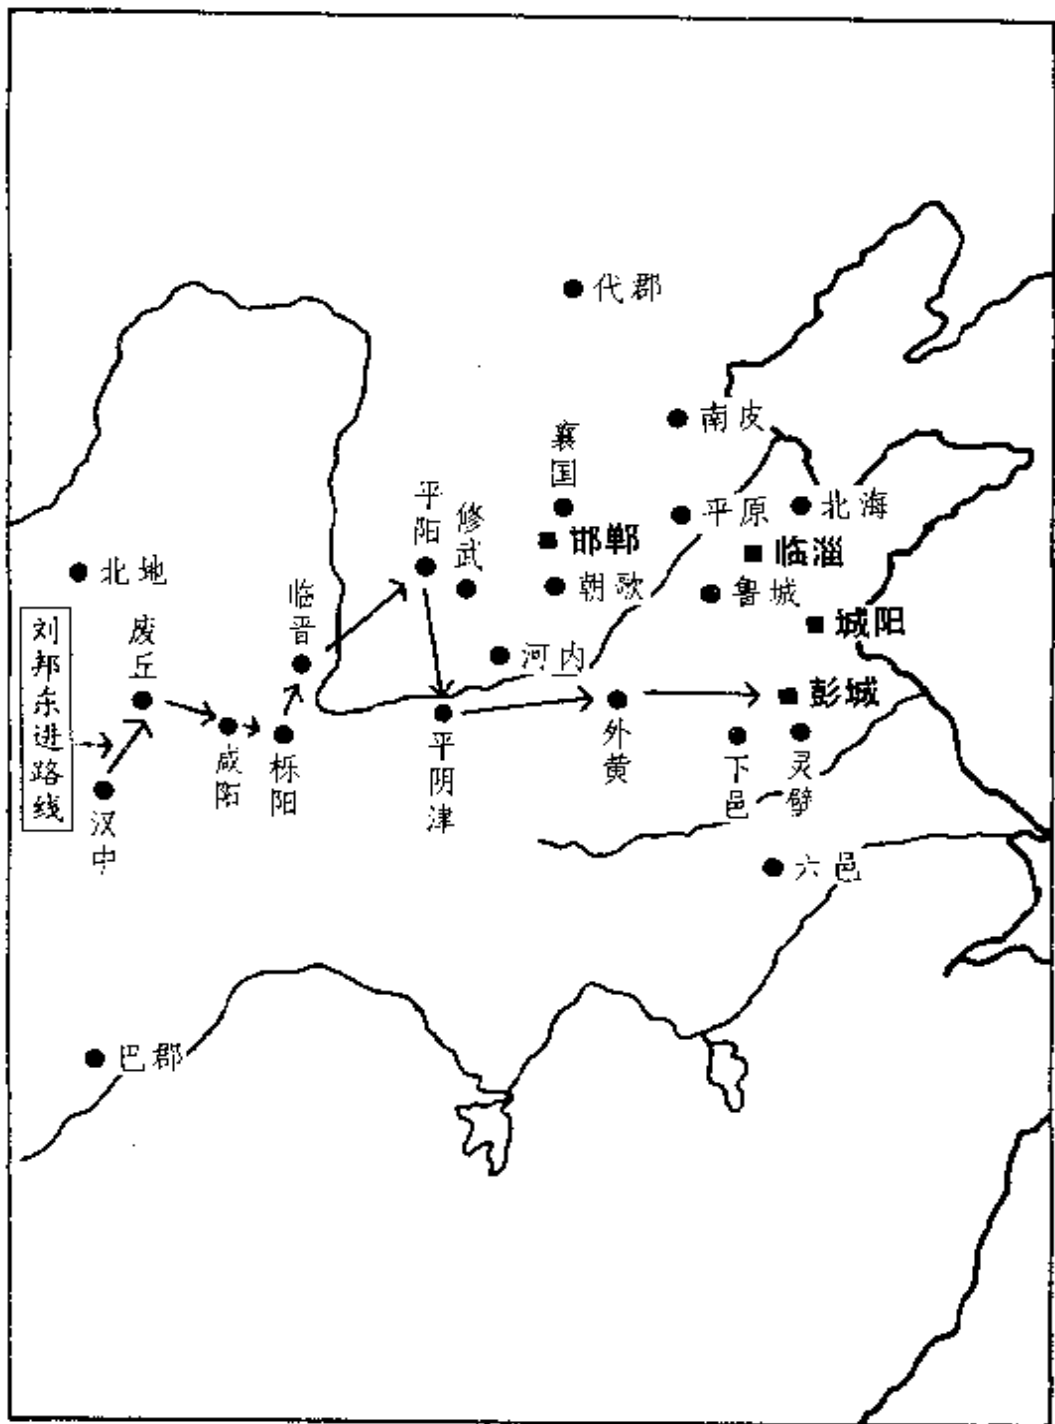 代郡
南皮
襄国
平阳
修武
平原
北海
邯郸
临淄
北地
临晋
朝歌
鲁城
城阳
刘邦东进路线
废丘
河内
彭城
咸阳
栎阳
平阴津
外黄
下邑
灵壁
汉中
六邑
巴郡